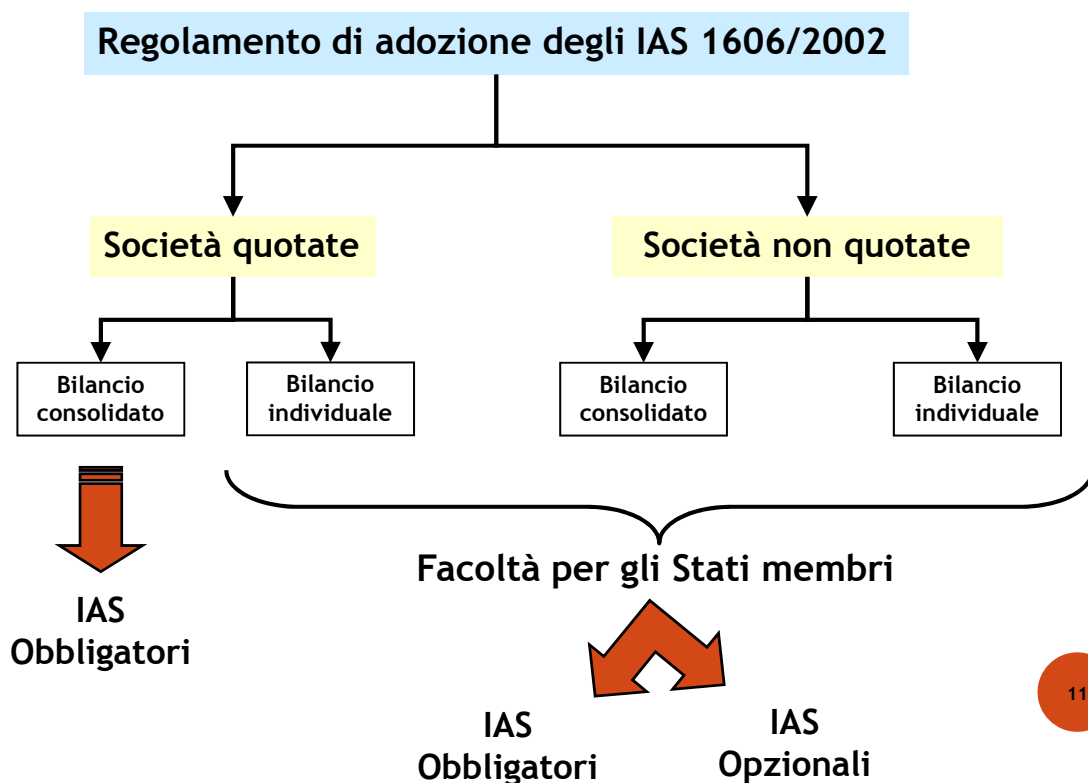 Regolamento di adozione degli IAS 1606/2002
Società quotate
Società non quotate
Bilancio
consolidato
Bilancio
individuale
Bilancio
consolidato
Bilancio
individuale
Facoltà per gli Stati membri
IAS
Obbligatori
IAS
Obbligatori
IAS
Opzionali
11